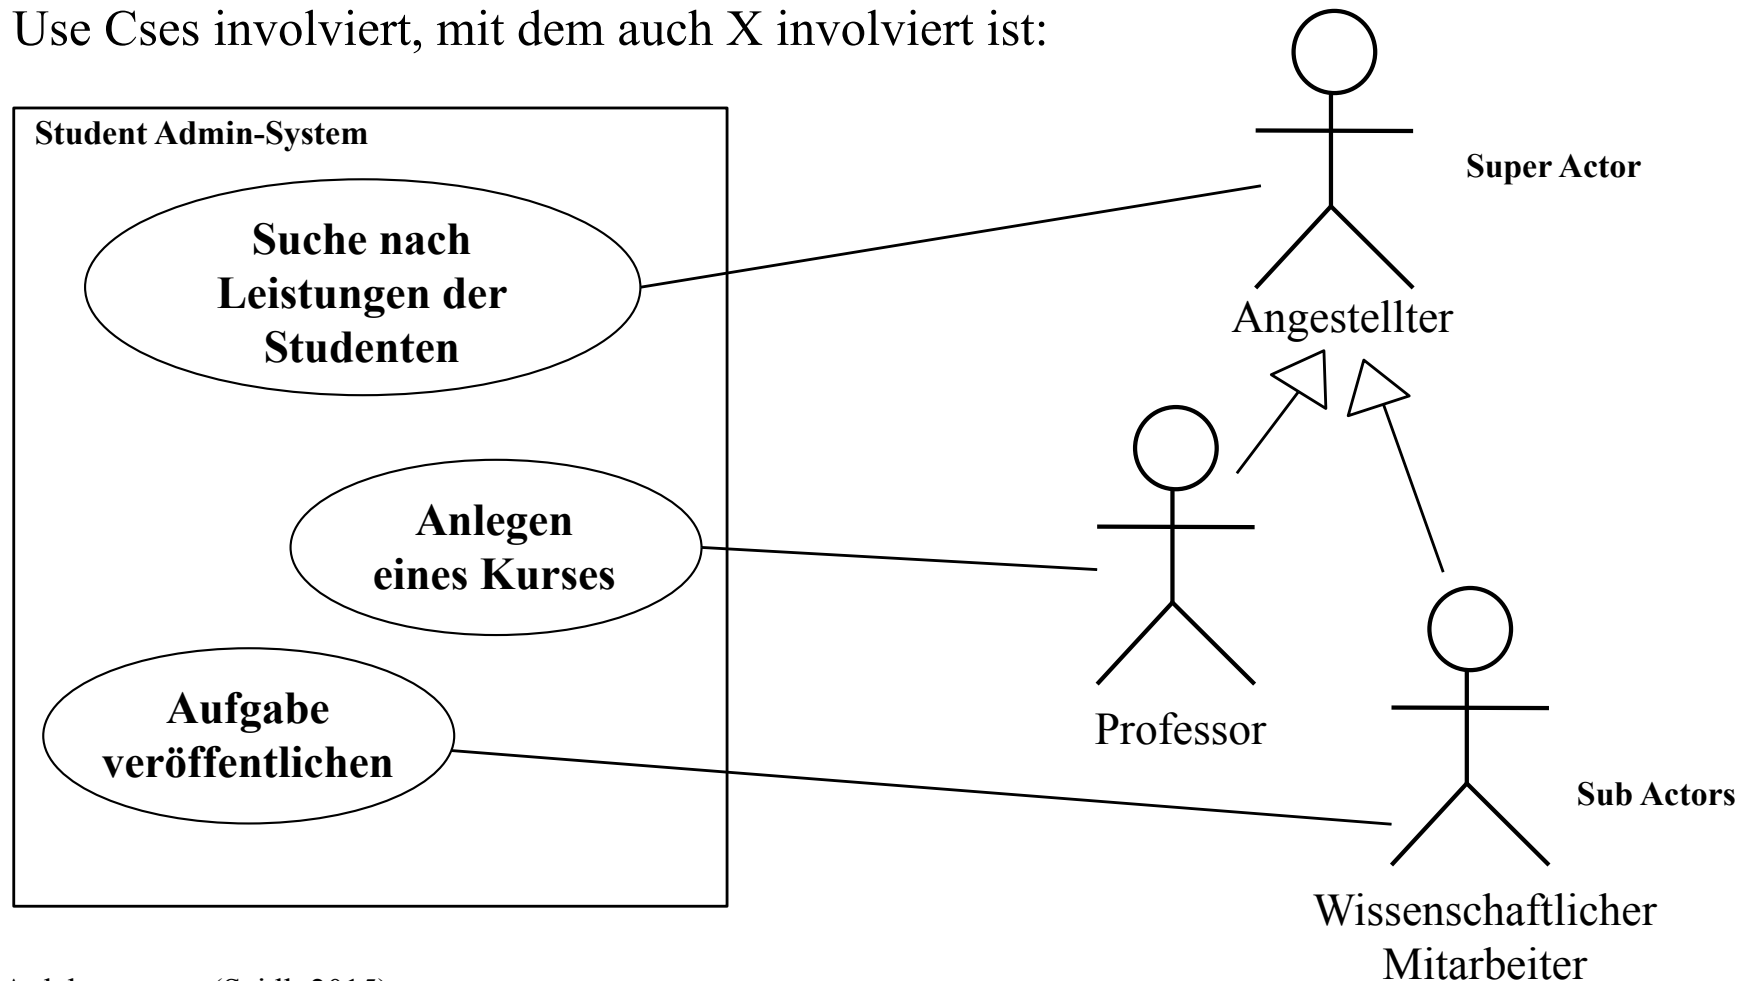 Use Cses involviert, mit dem auch X involviert ist:
Student Admin-System
Suche nach
Leistungen der
Studenten
Anlegen
eines Kurses
Aufgabe
veröffentlichen
Super Actor
Angestellter
Professor
Sub Actors
Wissenschaftlicher
Mitarbeiter
2015)